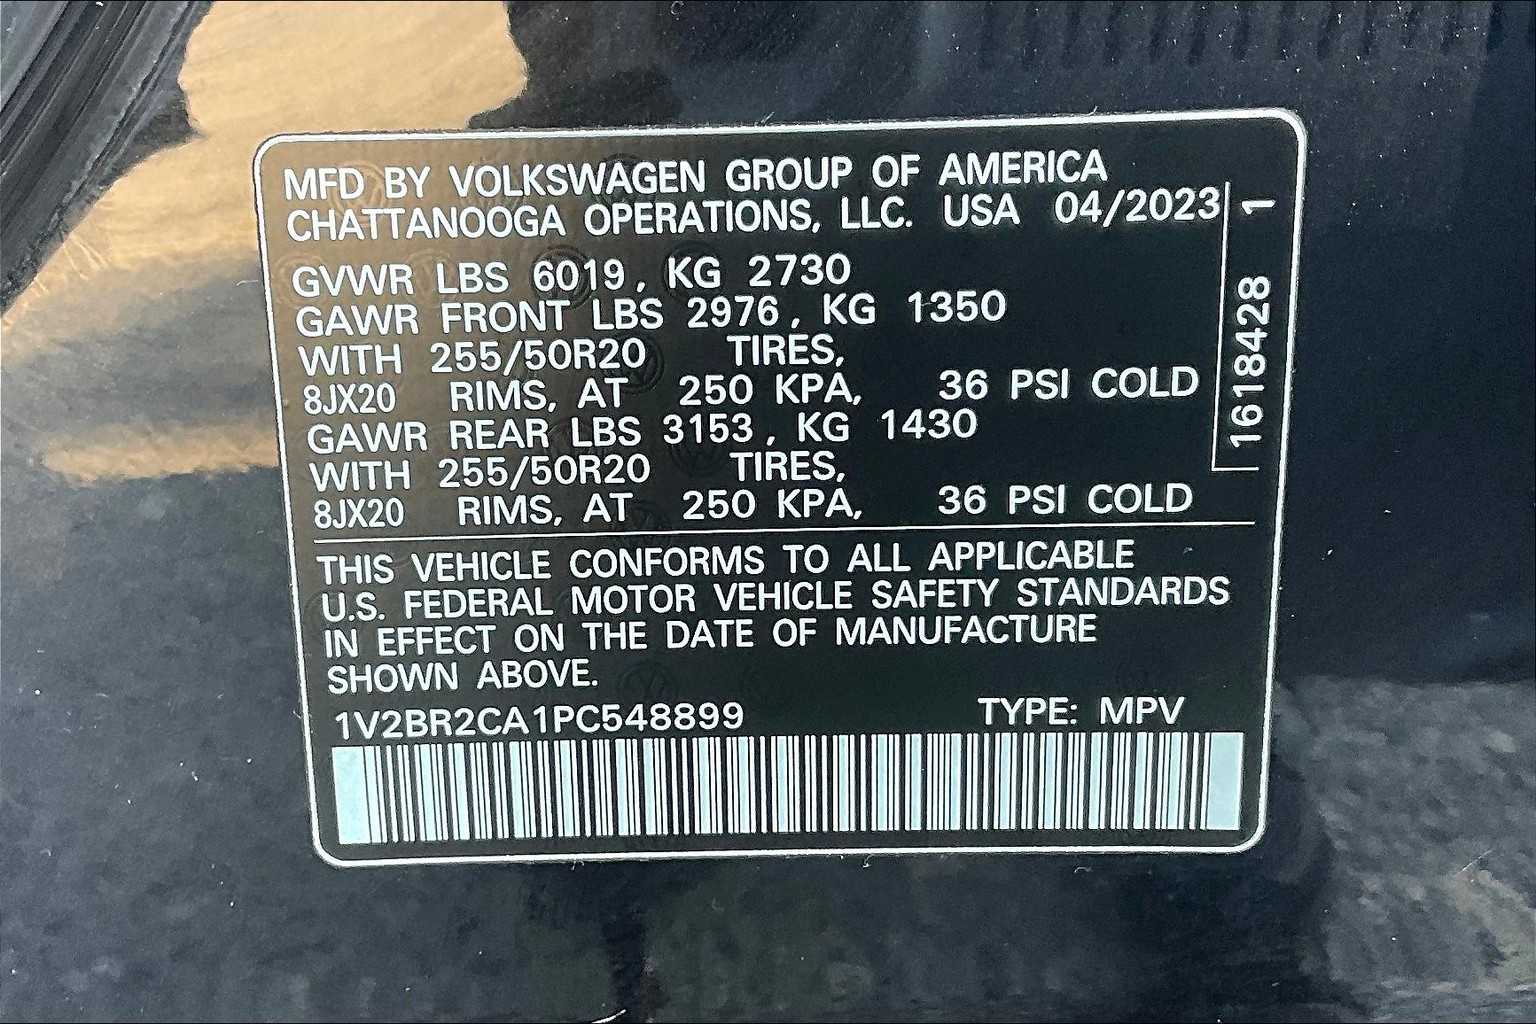 MFD BY VOLKSWAGEN GROUP OF AMERICA
CHATTANOOGA OPERATIONS, LLC. USA 04/2023
GVWR LBS 6019, KG 2730
GAWR FRONT LBS 2976, KG 1350
WITH 255/50R20 TIRES,
8JX20 RIMS, AT 250 KPA, 36 PSI COLD
GAWR REAR LBS 3153, KG 1430
WITH 255/50R20 TIRES,
8JX20 RIMS, AT 250 KPA, 36 PSI COLD
1618428 1
THIS VEHICLE CONFORMS TO ALL APPLICABLE
U.S. FEDERAL MOTOR VEHICLE SAFETY STANDARDS
IN EFFECT ON THE DATE OF MANUFACTURE
SHOWN ABOVE.
1V2BR2CA1PC548899 TYPE: MPV